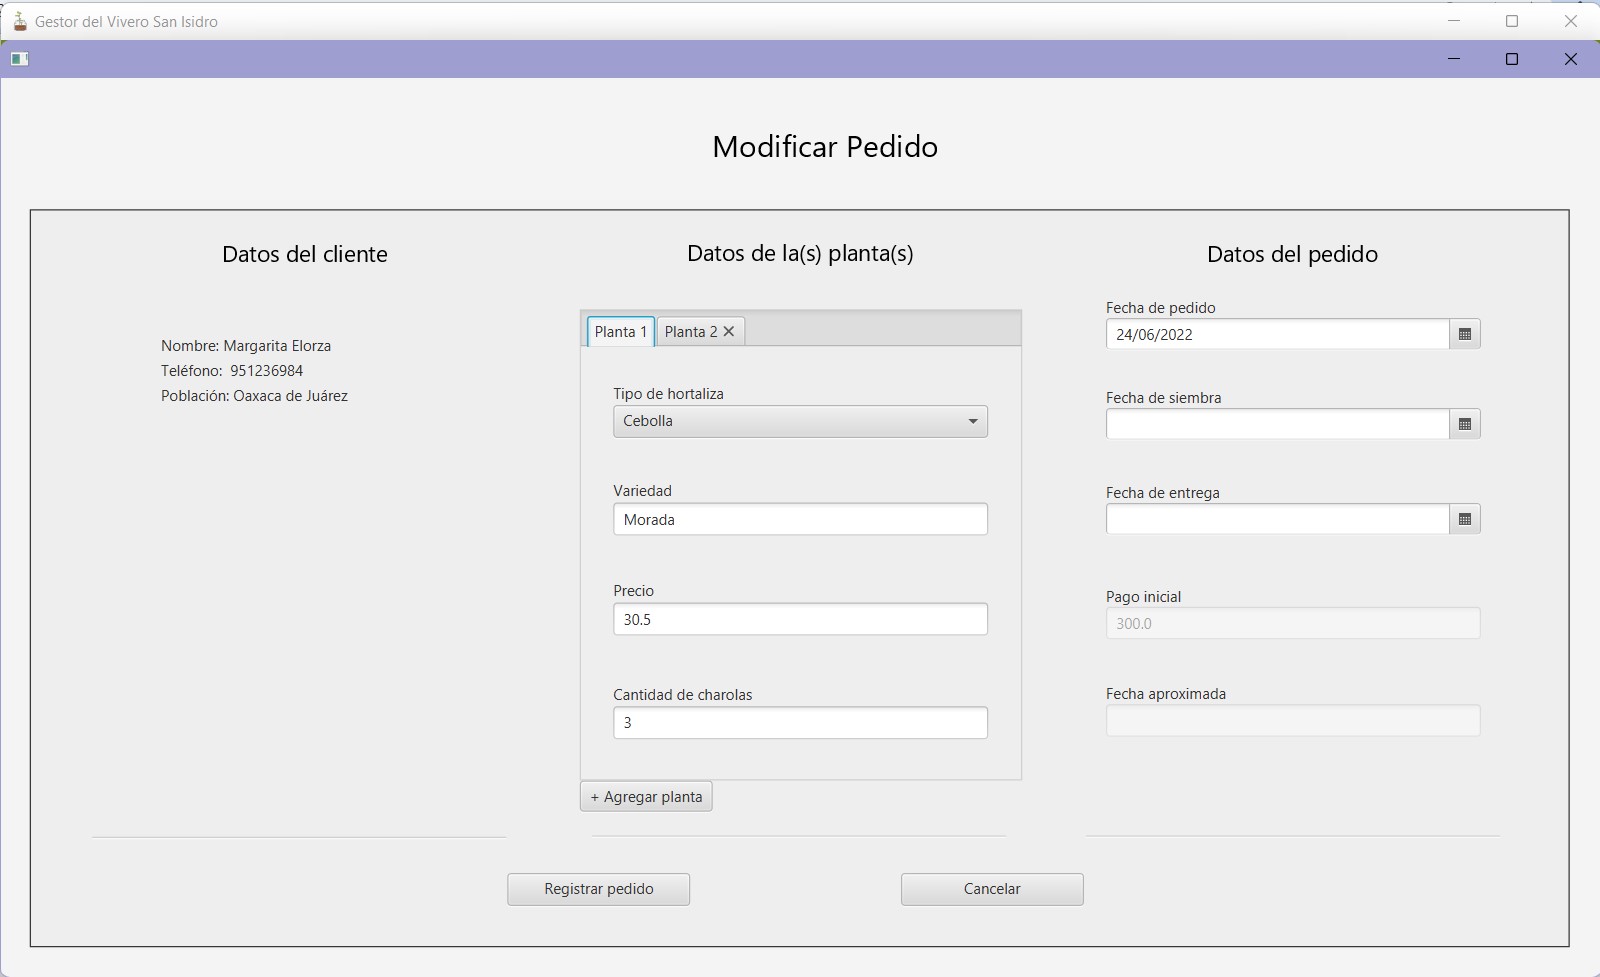 Gestor del Vivero San Isidro
Modificar Pedido
Datos del cliente
Nombre: Margarita Elorza
Teléfono: 951236984
Población: Oaxaca de Juárez
Datos de la(s) planta(s)
Planta 1 Planta 2
Tipo de hortaliza
Cebolla
Variedad
Morada
Precio
30.5
Cantidad de charolas
3
+ Agregar planta
Datos del pedido
Fecha de pedido
24/06/2022
Fecha de siembra
Fecha de entrega
Pago inicial
300.0
Fecha aproximada
Registrar pedido
Cancelar